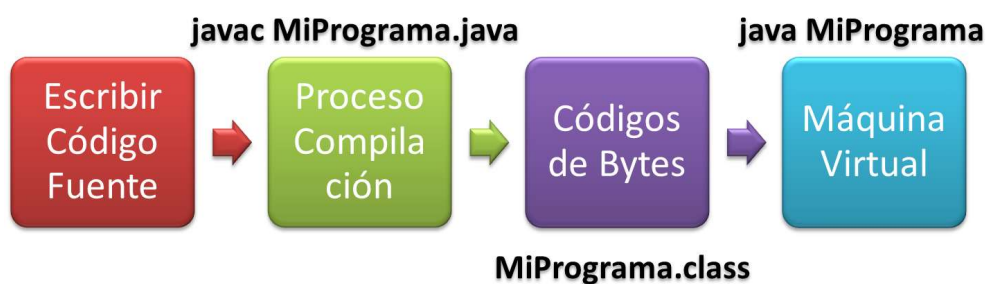 javac MiPrograma.java
java MiPrograma
Escribir
Código
Fuente
Proceso
Compila
ción
Códigos
de Bytes
Máquina
Virtual
MiPrograma.class